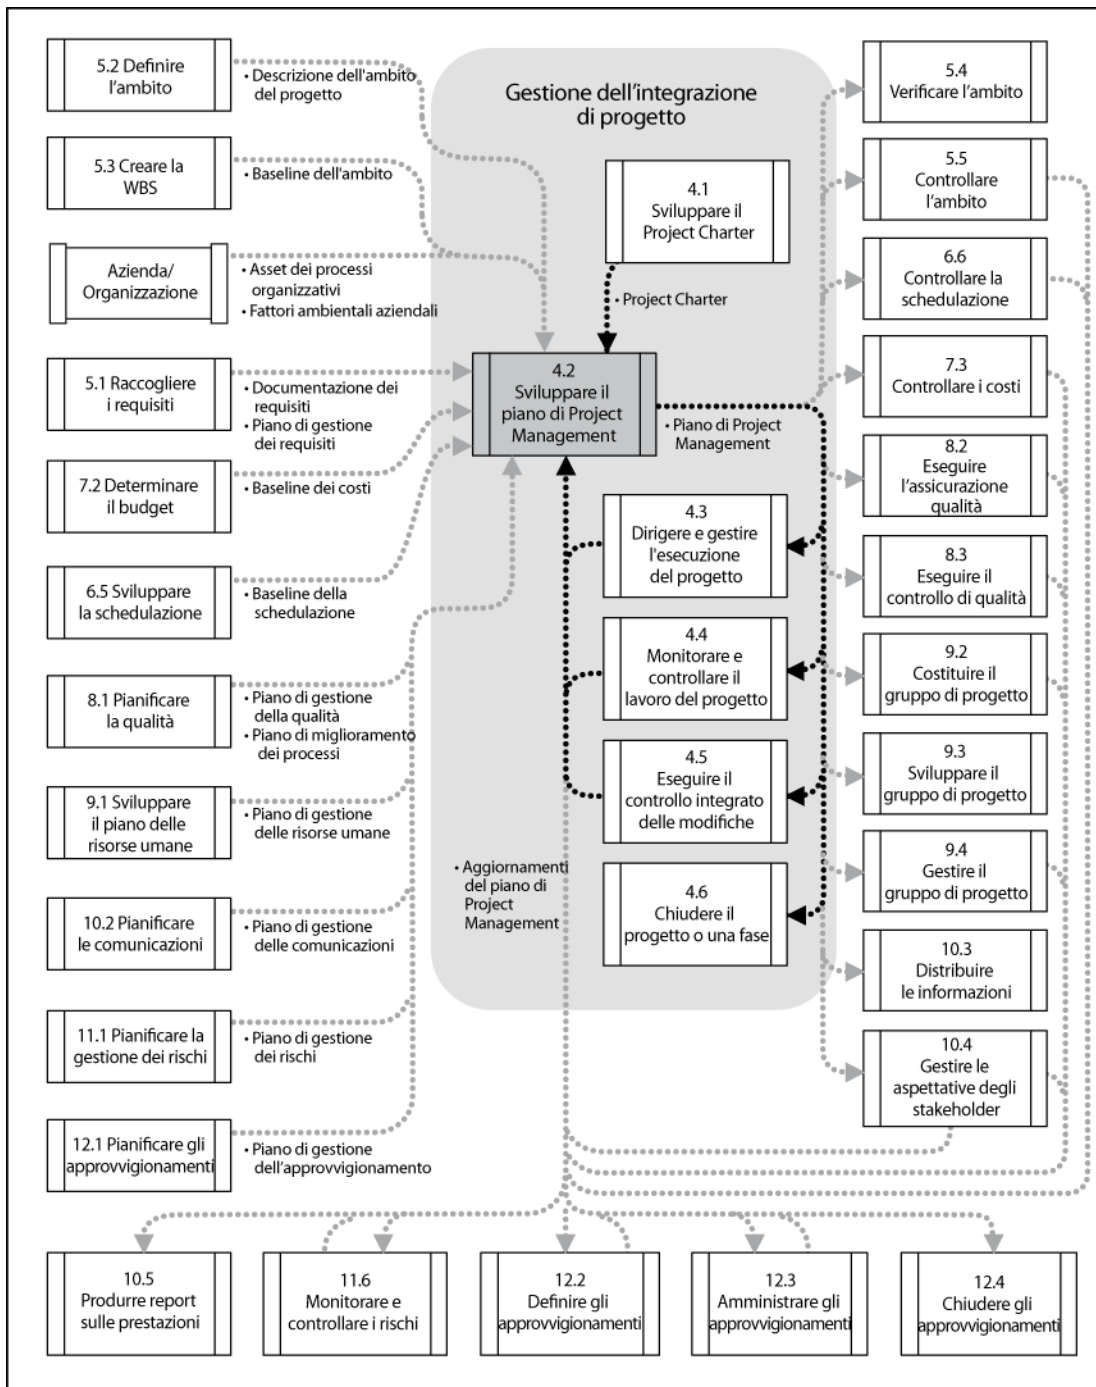 5.2 Definire
l'ambito
• Descrizione dell'ambito
del progetto
5.3 Creare la
WBS
• Baseline dell'ambito
Azienda/
Organizzazione
• Asset dei processi
organizzativi
• Fattori ambientali aziendali
5.1 Raccogliere
i requisiti
• Documentazione dei
requisiti
• Piano di gestione
dei requisiti
7.2 Determinare
il budget
• Baseline dei costi
6.5 Sviluppare
la schedulazione
• Baseline della
schedulazione
8.1 Pianificare
la qualità
• Piano di gestione
della qualità
• Piano di miglioramento
dei processi
9.1 Sviluppare
il piano delle
risorse umane
• Piano di gestione
delle risorse umane
10.2 Pianificare
le comunicazioni
• Piano di gestione
delle comunicazioni
11.1 Pianificare la
gestione dei rischi
• Piano di gestione
dei rischi
12.1 Pianificare gli
approvvigionamenti
• Piano di gestione
dell'approvvigionamento
Gestione dell'integrazione
di progetto
4.1
Sviluppare il
Project Charter
• Project Charter
4.2
Sviluppare il
piano di Project
Management
• Piano di Project
Management
4.3
Dirigere e gestire
l'esecuzione
del progetto
4.4
Monitorare e
controllare il
lavoro del progetto
4.5
Eseguire il
controllo integrato
delle modifiche
• Aggiornamenti
del piano di
Project
Management
4.6
Chiudere il
progetto o una fase
5.4
Verificare l'ambito
5.5
Controllare
l'ambito
6.6
Controllare la
schedulazione
7.3
Controllare i costi
8.2
Eseguire
l'assicurazione
qualità
8.3
Eseguire il
controllo di qualità
9.2
Costituire il
gruppo di progetto
9.3
Sviluppare il
gruppo di progetto
9.4
Gestire il
gruppo di progetto
10.3
Distribuire
le informazioni
10.4
Gestire le
aspettative degli
stakeholder
10.5
Produrre report
sulle prestazioni
11.6
Monitorare e
controllare i rischi
12.2
Definire gli
approvvigionamenti
12.3
Amministrare gli
approvvigionamenti
12.4
Chiudere gli
approvvigionamenti